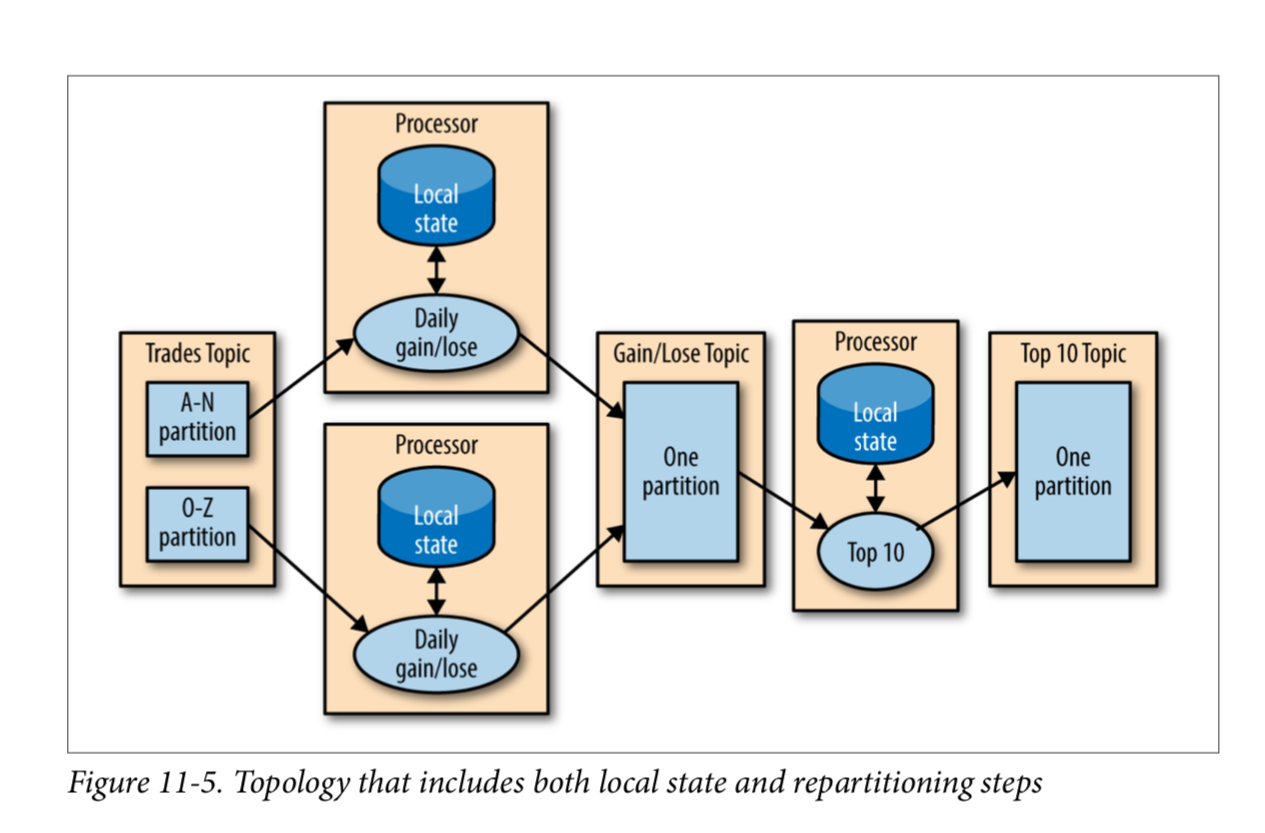 Processor
Local
state
Daily
gain/lose
Trades Topic
A-N
partition
O-Z
partition
Processor
Local
state
Daily
gain/lose
Gain/Lose Topic
One
partition
Processor
Local
state
Top 10
Top 10 Topic
One
partition
Figure 11-5. Topology that includes both local state and repartitioning steps